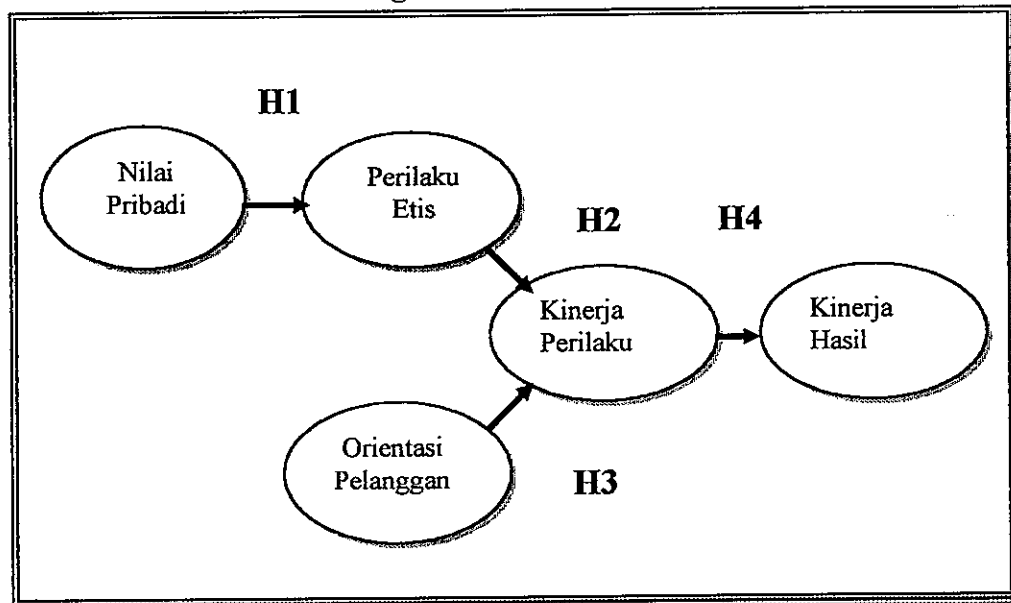 H1
Nilai
Pribadi
Perilaku
Etis
H2
H4
Kinerja
Perilaku
Kinerja
Hasil
Orientasi
Pelanggan
H3